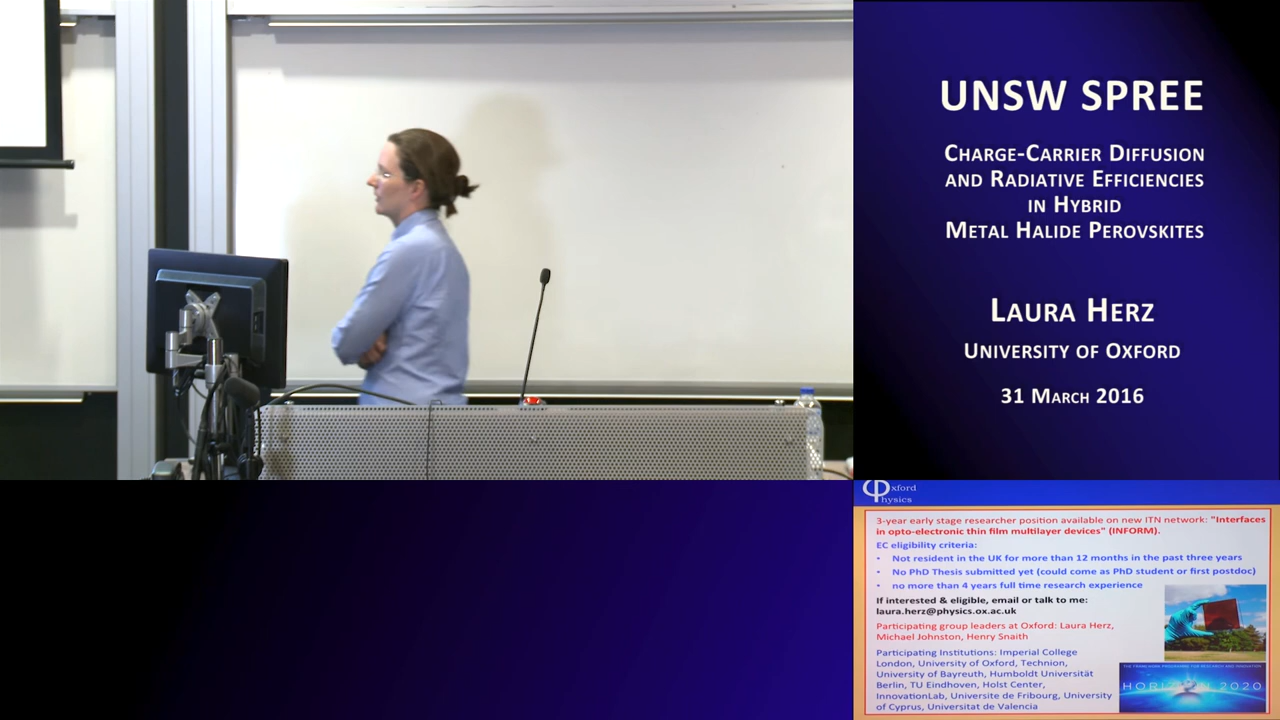 UNSW SPREE
CHARGE-CARRIER DIFFUSION
AND RADIATIVE EFFICIENCIES
IN HYBRID
METAL HALIDE PEROVSKITES
LAURA HERZ
UNIVERSITY OF OXFORD
31 MARCH 2016
Oxford
Physics
3-year early stage researcher position available on new ITN network: "Interfaces
in opto-electronic thin film multilayer devices" (INFORM).
EC eligibility criteria:
• Not resident in the UK for more than 12 months in the past three years
• No PhD Thesis submitted yet (could come as PhD student or first postdoc)
• no more than 4 years full time research experience
If interested & eligible, email or talk to me:
laura.herz@physics.ox.ac.uk
Participating group leaders at Oxford: Laura Herz,
Michael Johnston, Henry Snaith
Participating Institutions: Imperial College
London, University of Oxford, Technion,
University of Bayreuth, Humboldt Universität
Berlin, TU Eindhoven, Holst Center,
InnovationLab, Universite de Fribourg, University
of Cyprus, Universitat de Valencia
THE FRAMEWORK PROGRAMME FOR RESEARCH AND INNOVATION
HORIZON 2020